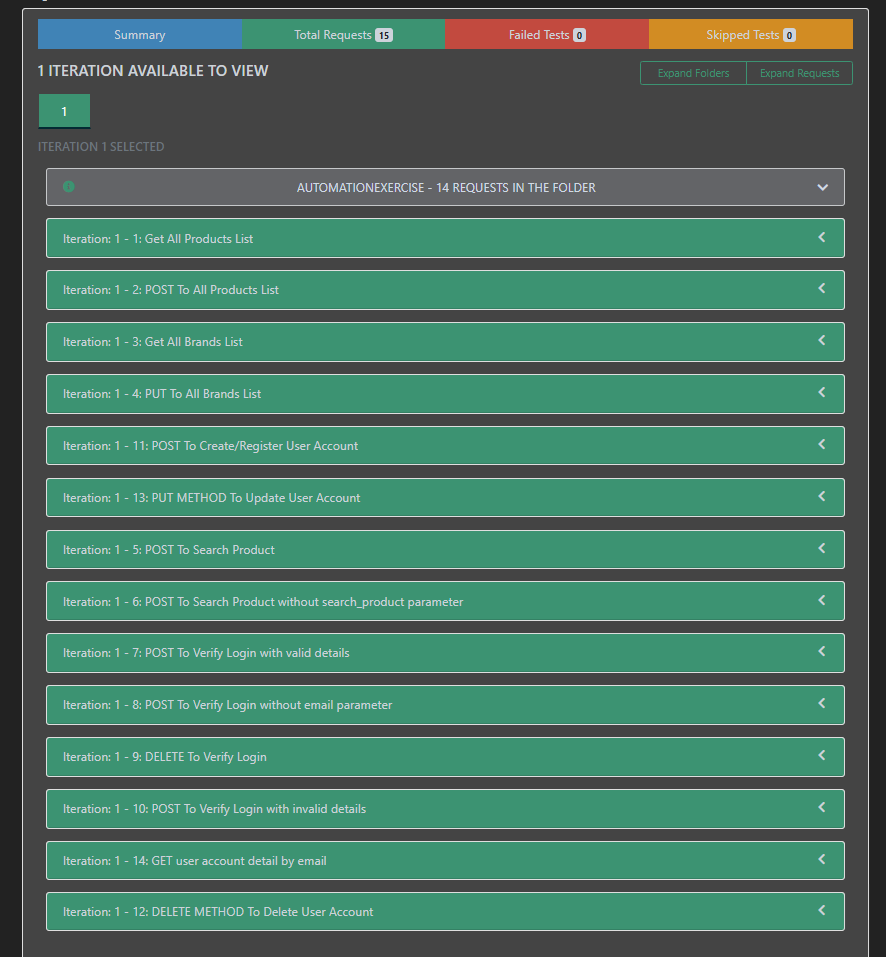 Summary Total Requests 15 Failed Tests 0 Skipped Tests 0
1 ITERATION AVAILABLE TO VIEW Expand Folders Expand Requests
1
ITERATION 1 SELECTED
AUTOMATIONEXERCISE - 14 REQUESTS IN THE FOLDER
Iteration: 1 - 1: Get All Products List
Iteration: 1 - 2: POST To All Products List
Iteration: 1 - 3: Get All Brands List
Iteration: 1 - 4: PUT To All Brands List
Iteration: 1 - 11: POST To Create/Register User Account
Iteration: 1 - 13: PUT METHOD To Update User Account
Iteration: 1 - 5: POST To Search Product
Iteration: 1 - 6: POST To Search Product without search_product parameter
Iteration: 1 - 7: POST To Verify Login with valid details
Iteration: 1 - 8: POST To Verify Login without email parameter
Iteration: 1 - 9: DELETE To Verify Login
Iteration: 1 - 10: POST To Verify Login with invalid details
Iteration: 1 - 14: GET user account detail by email
Iteration: 1 - 12: DELETE METHOD To Delete User Account